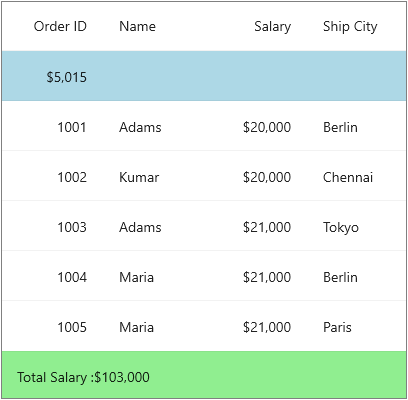 Order ID Name Salary Ship City
$5,015
1001 Adams $20,000 Berlin
1002 Kumar $20,000 Chennai
1003 Adams $21,000 Tokyo
1004 Maria $21,000 Berlin
1005 Maria $21,000 Paris
Total Salary :$103,000